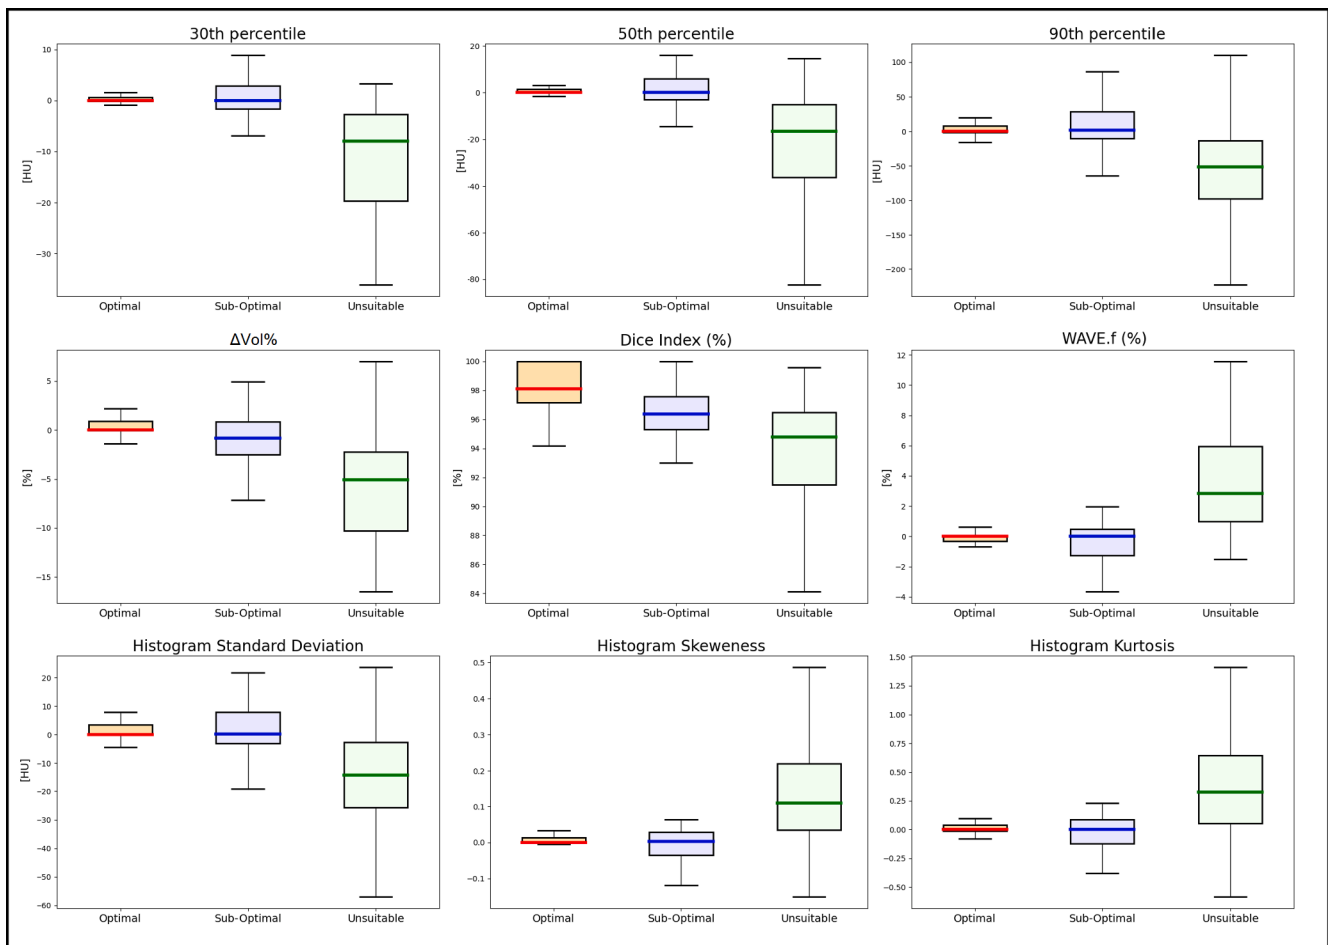 30th percentile
50th percentile
90th percentile
10
0
−10
−20
−30
[HU]
Optimal
Sub-Optimal
Unsuitable
20
0
-20
-40
-60
-80
[HU]
Optimal
Sub-Optimal
Unsuitable
100
50
0
−50
−100
−150
−200
[HU]
Optimal
Sub-Optimal
Unsuitable
ΔVol%
Dice Index (%)
WAVE.f (%)
5
0
−5
−10
−15
[%]
Optimal
Sub-Optimal
Unsuitable
100
98
96
94
92
90
88
86
84
[%]
Optimal
Sub-Optimal
Unsuitable
12
10
8
6
4
2
0
−2
−4
[%]
Optimal
Sub-Optimal
Unsuitable
Histogram Standard Deviation
Histogram Skeweness
Histogram Kurtosis
20
10
0
−10
−20
−30
−40
−50
−60
[HU]
Optimal
Sub-Optimal
Unsuitable
0.5
0.4
0.3
0.2
0.1
0.0
−0.1
Optimal
Sub-Optimal
Unsuitable
1.50
1.25
1.00
0.75
0.50
0.25
0.00
−0.25
−0.50
Optimal
Sub-Optimal
Unsuitable